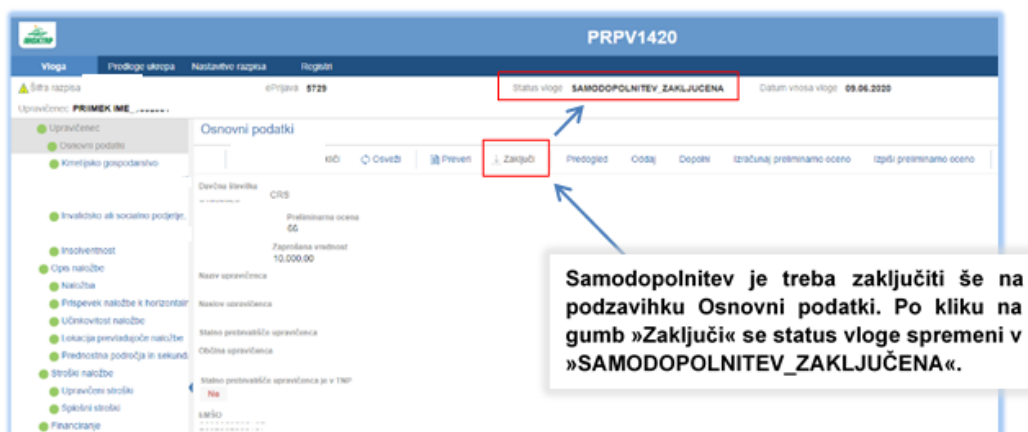 PRPV1420
Vloga Predloge ukrepa Nastavitve razpisa Registri
Šifra razpisa ePrijava 5729 Status vloge SAMODOPOLNITEV_ZAKLJUCENA Datum vnosa vloge 09.06.2020
Upravičenec PRIIMEK IME_
Upravičenec
Osnovni podatki
Kmetijsko gospodarstvo
Invalidsko ali socialno podjetje,
Insolventnost
Opis naložbe
Naložba
Prispevek naložbe k horizontaln
Učinkovitost naložbe
Lokacija prevladujoče naložbe
Prednostna področja in sekund
Stroški naložbe
Upravičeni stroški
Splošni stroški
Financiranje
Osnovni podatki
Osveži Preveri Zaključi Predogled Oddaj Dopolni Izračunaj preliminarno oceno Izpiši preliminarno oceno
Davčna številka
CRS
Preliminarna ocena
66
Zaprošena vrednost
10.000,00
Naziv upravičenca
Naslov upravičenca
Stalno prebivališče upravičenca
Občina upravičenca
Stalno prebivališče upravičenca je v TNP
Ne
EMŠO
Samodopolnitev je treba zaključiti še na
podzavihku Osnovni podatki. Po kliku na
gumb »Zaključi« se status vloge spremeni v
»SAMODOPOLNITEV_ZAKLJUČENA«.